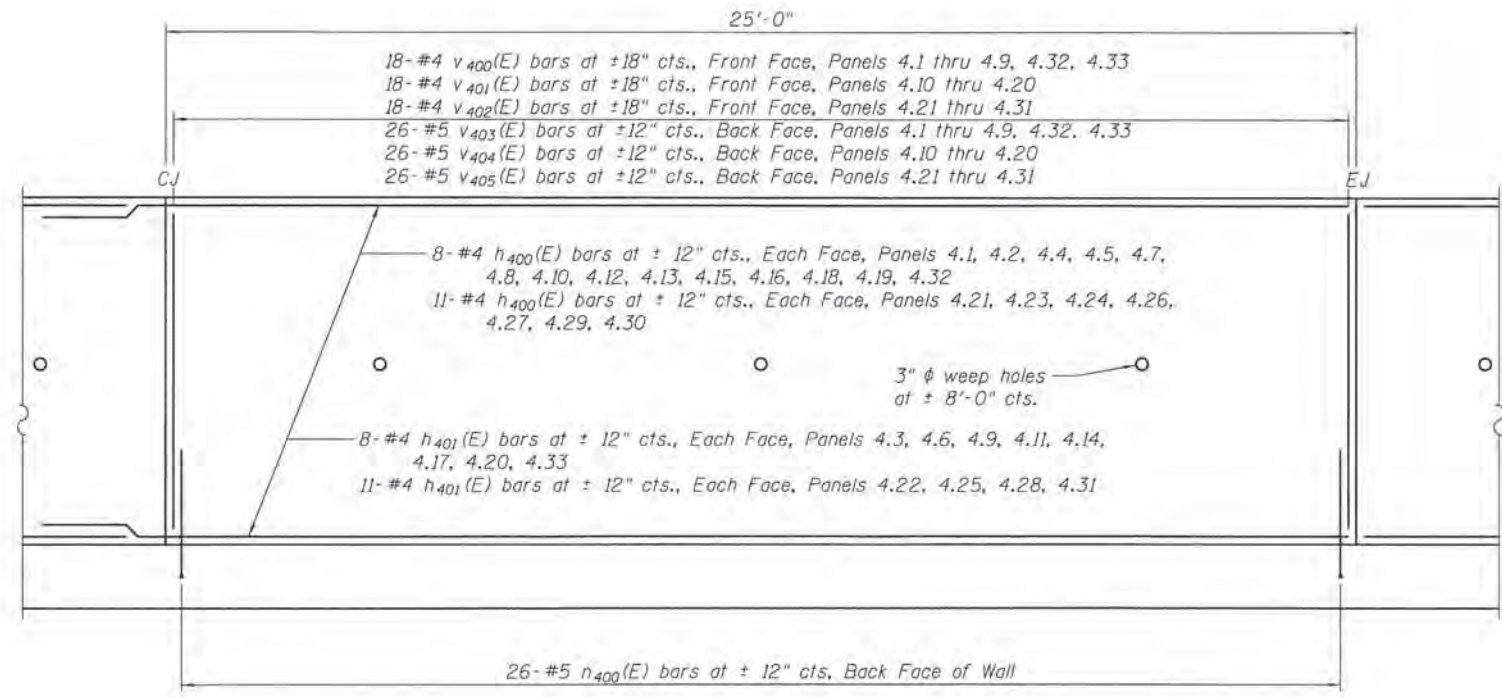 25'-0"
18-#4 v400(E) bars at ±18" cts., Front Face, Panels 4.1 thru 4.9, 4.32, 4.33
18-#4 v401(E) bars at ±18" cts., Front Face, Panels 4.10 thru 4.20
18-#4 v402(E) bars at ±18" cts., Front Face, Panels 4.21 thru 4.31
26-#5 v403(E) bars at ±12" cts., Back Face, Panels 4.1 thru 4.9, 4.32, 4.33
26-#5 v404(E) bars at ±12" cts., Back Face, Panels 4.10 thru 4.20
26-#5 v405(E) bars at ±12" cts., Back Face, Panels 4.21 thru 4.31
CJ
EJ
8-#4 h400(E) bars at ± 12" cts., Each Face, Panels 4.1, 4.2, 4.4, 4.5, 4.7,
4.8, 4.10, 4.12, 4.13, 4.15, 4.16, 4.18, 4.19, 4.32
11-#4 h400(E) bars at ± 12" cts., Each Face, Panels 4.21, 4.23, 4.24, 4.26,
4.27, 4.29, 4.30
3" ϕ weep holes
at ± 8'-0" cts.
8-#4 h401(E) bars at ± 12" cts., Each Face, Panels 4.3, 4.6, 4.9, 4.11, 4.14,
4.17, 4.20, 4.33
11-#4 h401(E) bars at ± 12" cts., Each Face, Panels 4.22, 4.25, 4.28, 4.31
26-#5 n400(E) bars at ± 12" cts, Back Face of Wall